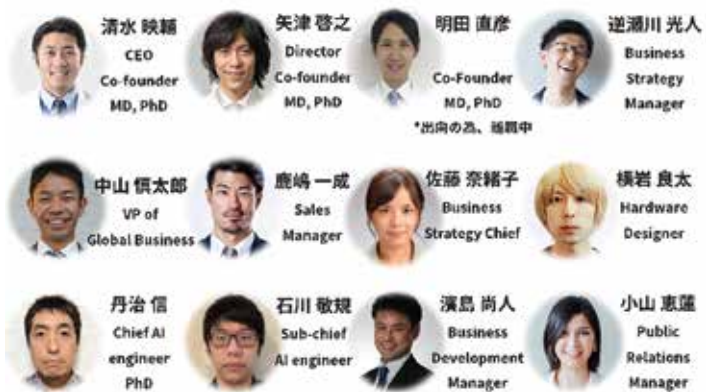 清水 映輔
CEO
Co-founder
MD, PhD
矢津 啓之
Director
Co-founder
MD, PhD
明田 直彦
Co-Founder
MD, PhD
*出向の為、離職中
逆瀬川 光人
Business
Strategy
Manager
中山 慎太郎
VP of
Global Business
鹿嶋 一成
Sales
Manager
佐藤 奈緒子
Business
Strategy Chief
横岩 良太
Hardware
Designer
丹治 信
Chief AI
engineer
PhD
石川 敬規
Sub-chief
AI engineer
濱島 尚人
Business
Development
Manager
小山 恵蓮
Public
Relations
Manager